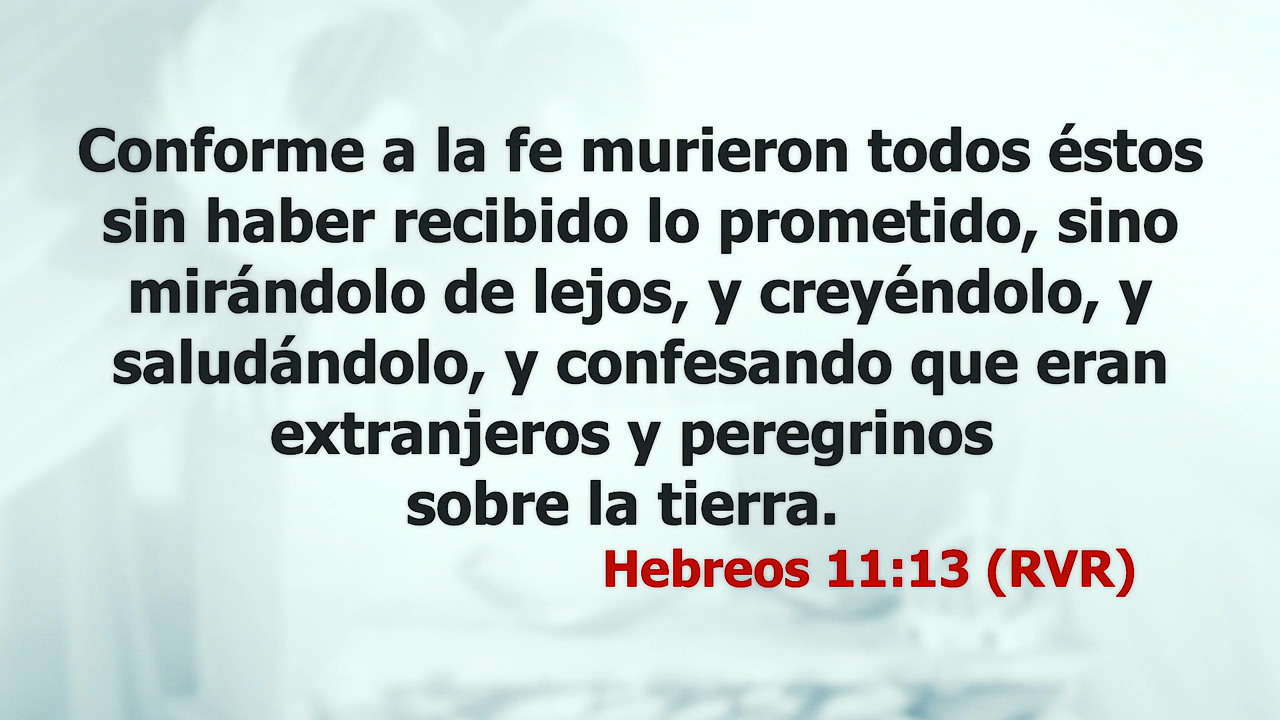 Conforme a la fe murieron todos éstos
sin haber recibido lo prometido, sino
mirándolo de lejos, y creyéndolo, y
saludándolo, y confesando que eran
extranjeros y peregrinos
sobre la tierra.
Hebreos 11:13 (RVR)